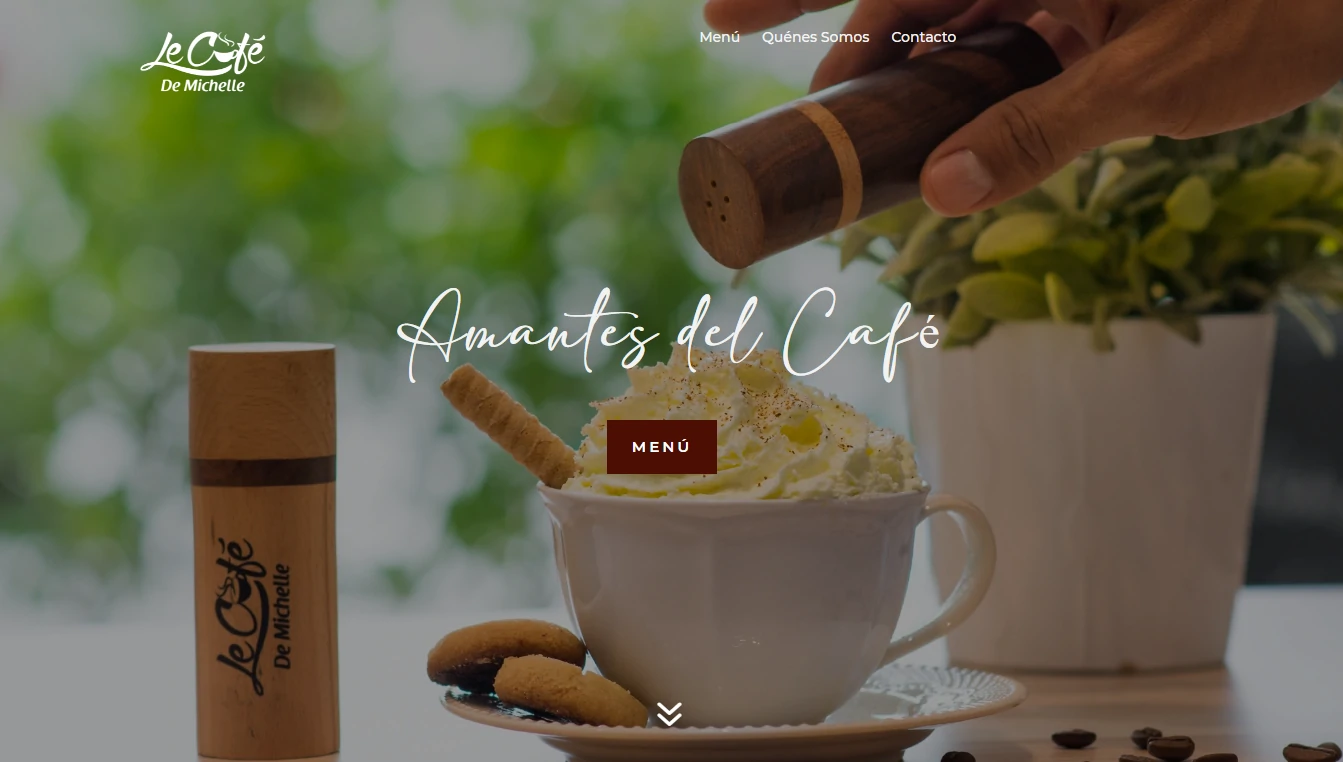 Le Café
De Michelle
Menú Quénes Somos Contacto
Amantes del Café
MENÚ
Le Café
De Michelle